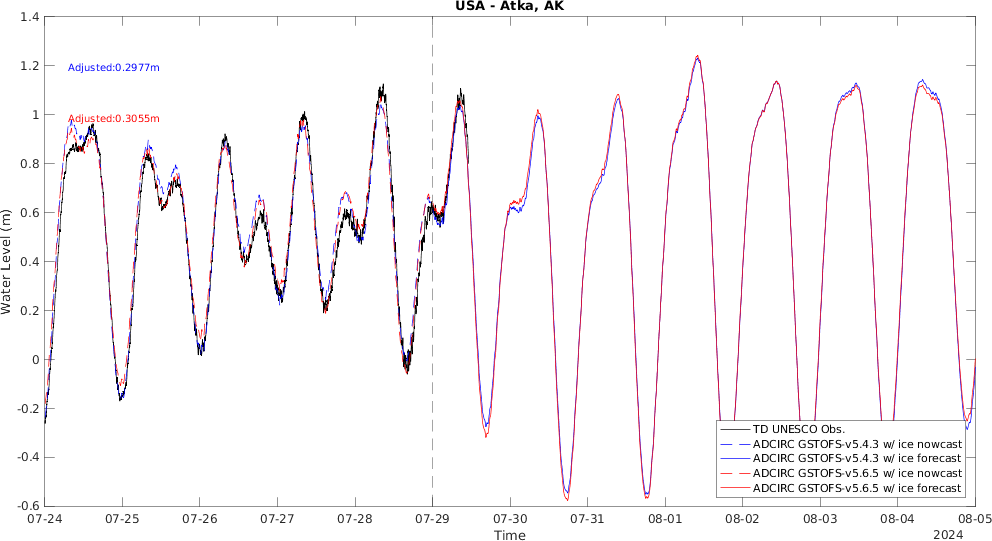 USA - Atka, AK
1.4
1.2
1
0.8
0.6
0.4
0.2
0
-0.2
-0.4
-0.6
Water Level (m)
Adjusted:0.2977m
Adjusted:0.3055m
TD UNESCO Obs.
ADCIRC GSTOFS-v5.4.3 w/ ice nowcast
ADCIRC GSTOFS-v5.4.3 w/ ice forecast
ADCIRC GSTOFS-v5.6.5 w/ ice nowcast
ADCIRC GSTOFS-v5.6.5 w/ ice forecast
07-24 07-25 07-26 07-27 07-28 07-29 07-30 07-31 08-01 08-02 08-03 08-04 08-05
Time
2024